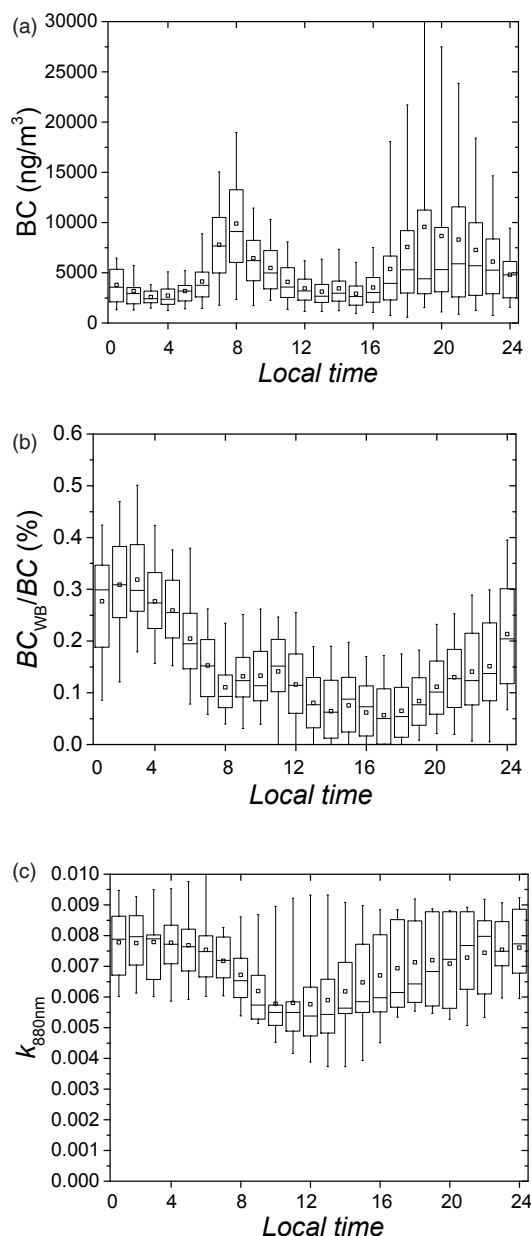 (a)
30000
25000
20000
15000
10000
5000
0
BC (ng/m³)
0 4 8 12 16 20 24
Local time
(b)
0.6
0.5
0.4
0.3
0.2
0.1
0.0
BC_WB/BC (%)
0 4 8 12 16 20 24
Local time
(c)
0.010
0.009
0.008
0.007
0.006
0.005
0.004
0.003
0.002
0.001
0.000
k_880nm
0 4 8 12 16 20 24
Local time